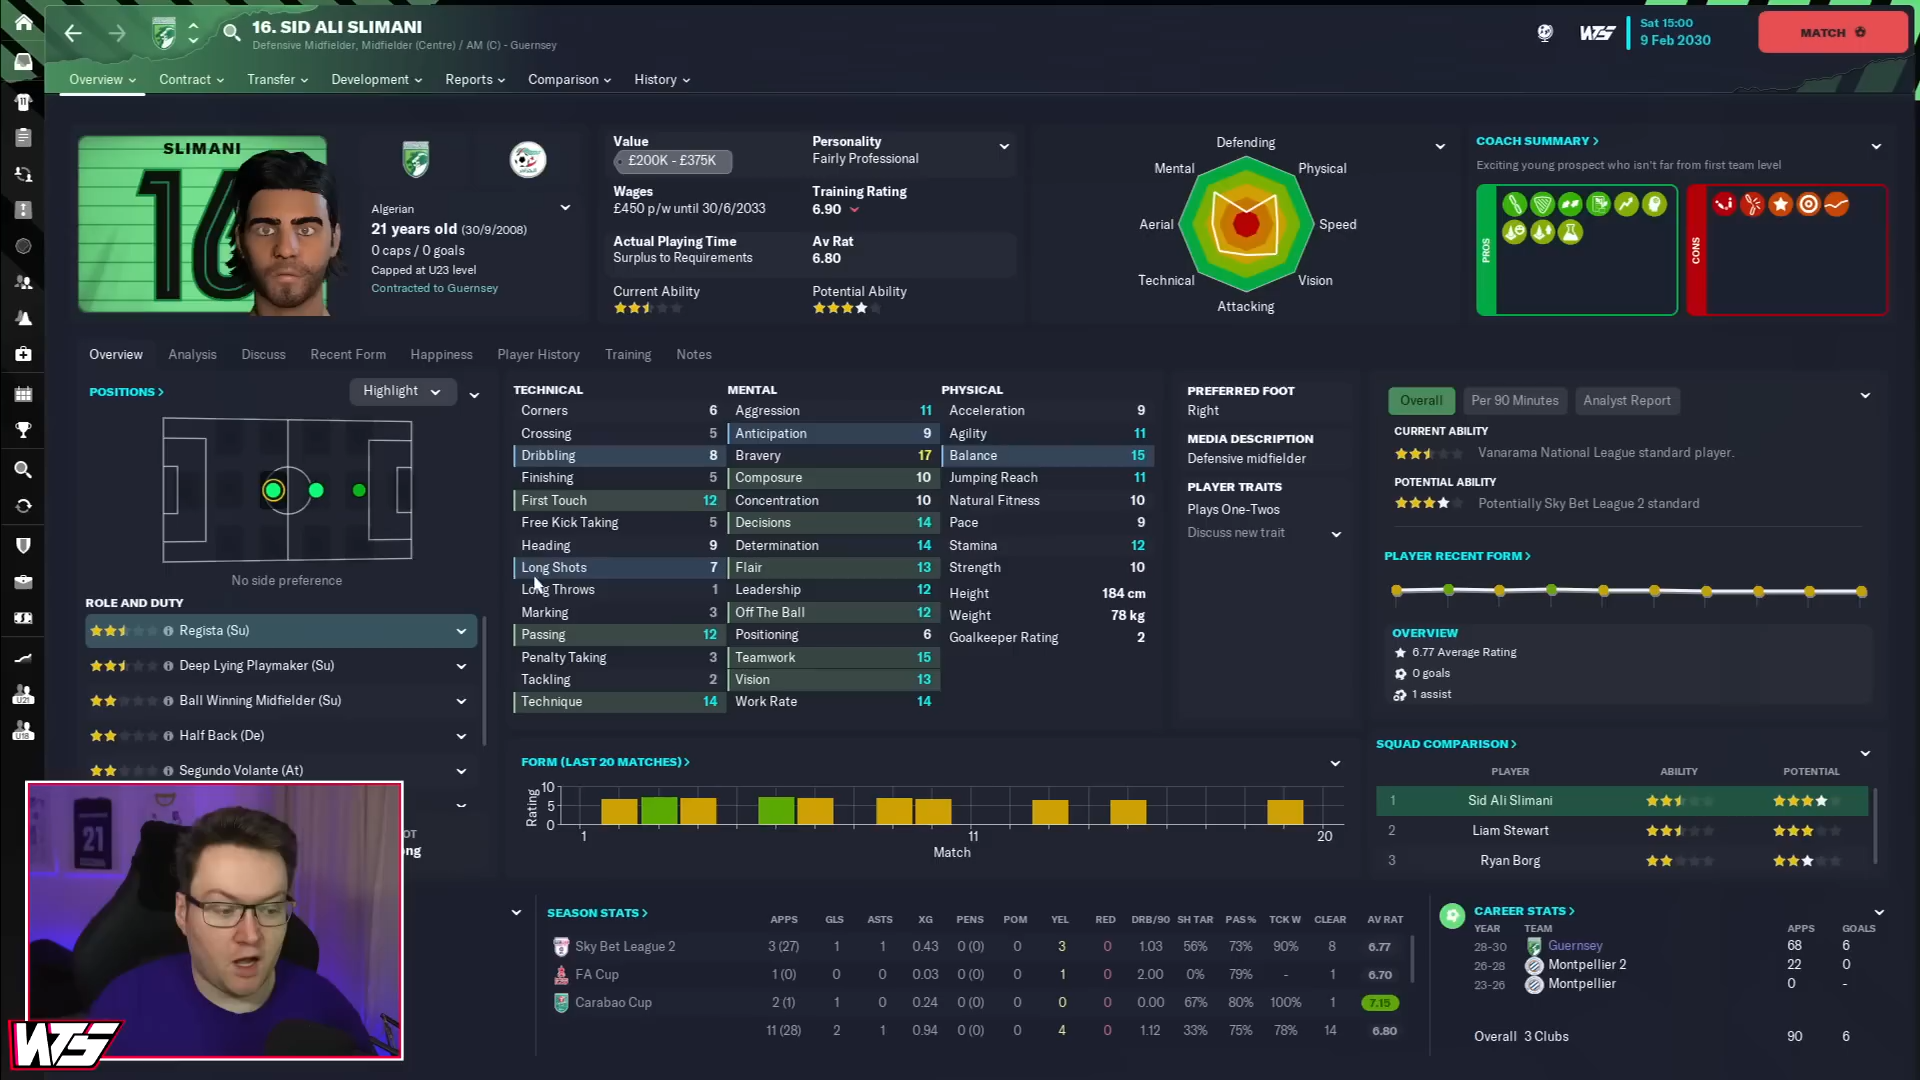 16. SID ALI SLIMANI
Defensive Midfielder, Midfielder (Centre) / AM (C) - Guernsey
WTS
Sat 15:00
9 Feb 2030
MATCH
Overview
Contract
Transfer
Development
Reports
Comparison
History
SLIMANI
16
Algerian
21 years old (30/9/2008)
0 caps / 0 goals
Capped at U23 level
Contracted to Guernsey
Value
£200K - £375K
Personality
Fairly Professional
Wages
£450 p/w until 30/6/2033
Training Rating
6.90
Actual Playing Time
Surplus to Requirements
Av Rat
6.80
Current Ability
Potential Ability
Defending
Mental
Physical
Aerial
Speed
Technical
Vision
Attacking
COACH SUMMARY >
Exciting young prospect who isn't far from first team level
PROS
CONS
Overview
Analysis
Discuss
Recent Form
Happiness
Player History
Training
Notes
POSITIONS >
Highlight
No side preference
ROLE AND DUTY
Regista (Su)
Deep Lying Playmaker (Su)
Ball Winning Midfielder (Su)
Half Back (De)
Segundo Volante (At)
TECHNICAL
Corners 6
Crossing 5
Dribbling 8
Finishing 5
First Touch 12
Free Kick Taking 5
Heading 9
Long Shots 7
Long Throws 1
Marking 3
Passing 12
Penalty Taking 3
Tackling 2
Technique 14
MENTAL
Aggression 11
Anticipation 9
Bravery 17
Composure 10
Concentration 10
Decisions 14
Determination 14
Flair 13
Leadership 12
Off The Ball 12
Positioning 6
Teamwork 15
Vision 13
Work Rate 14
PHYSICAL
Acceleration 9
Agility 11
Balance 15
Jumping Reach 11
Natural Fitness 10
Pace 9
Stamina 12
Strength 10
Height 184 cm
Weight 78 kg
Goalkeeper Rating 2
PREFERRED FOOT
Right
MEDIA DESCRIPTION
Defensive midfielder
PLAYER TRAITS
Plays One-Twos
Discuss new trait
Overall
Per 90 Minutes
Analyst Report
CURRENT ABILITY
Vanarama National League standard player.
POTENTIAL ABILITY
Potentially Sky Bet League 2 standard
PLAYER RECENT FORM >
OVERVIEW
6.77 Average Rating
0 goals
1 assist
FORM (LAST 20 MATCHES) >
Rating
10
5
0
1
11
20
Match
SQUAD COMPARISON >
PLAYER ABILITY POTENTIAL
1 Sid Ali Slimani
2 Liam Stewart
3 Ryan Borg
SEASON STATS >
APPS GLS ASTS XG PENS POM YEL RED DRB/90 SH TAR PAS % TCK W CLEAR AV RAT
Sky Bet League 2 3 (27) 1 1 0.43 0 (0) 0 3 0 1.03 56% 73% 90% 8 6.77
FA Cup 1 (0) 0 0 0.03 0 (0) 0 1 0 2.00 0% 79% - 1 6.70
Carabao Cup 2 (1) 1 0 0.24 0 (0) 0 0 0 0.00 67% 80% 100% 1 7.15
11 (28) 2 1 0.94 0 (0) 0 4 0 1.12 33% 75% 78% 14 6.80
CAREER STATS >
YEAR TEAM APPS GOALS
28-30 Guernsey 68 6
26-28 Montpellier 2 22 0
23-26 Montpellier 0 -
Overall 3 Clubs 90 6
U21
U18
21
WTS